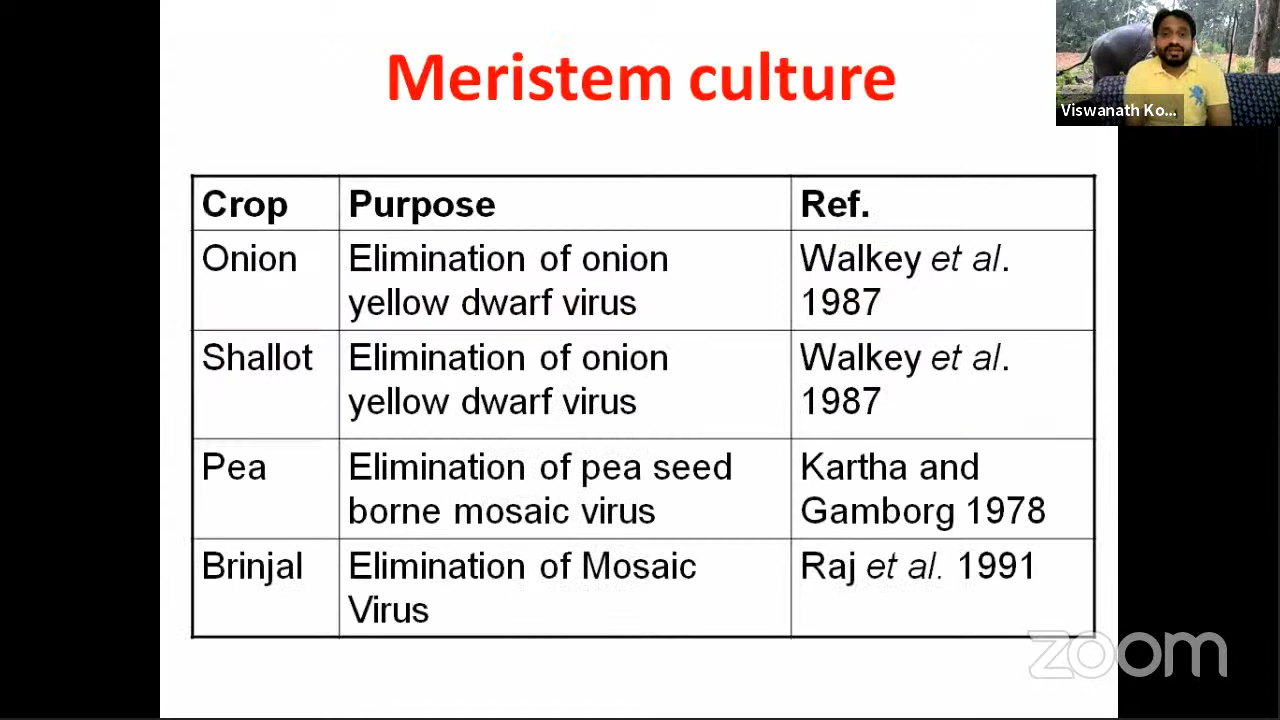 Meristem culture
Viswanath Ko...
Crop Purpose Ref.
Onion Elimination of onion yellow dwarf virus Walkey et al. 1987
Shallot Elimination of onion yellow dwarf virus Walkey et al. 1987
Pea Elimination of pea seed borne mosaic virus Kartha and Gamborg 1978
Brinjal Elimination of Mosaic Virus Raj et al. 1991
zoom